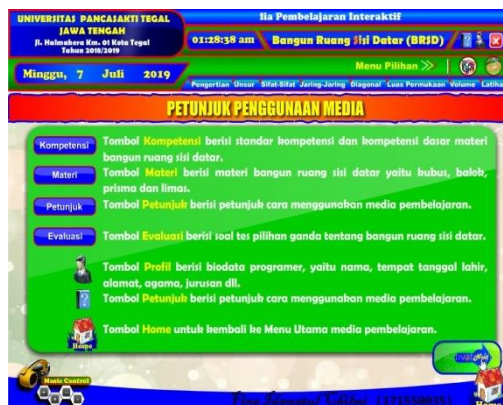 UNIVERSITAS PANCASAKTI TEGAL
JAWA TENGAH
Jl. Halmahera Km. 01 Kota Tegal
Tahun 2018/2019
ia Pembelajaran Interaktif
01:28:38 am
Bangun Ruang Sisi Datar (BRSD)
Minggu, 7 Juli 2019
Menu Pilihan >>
Pengertian Unsur Sifat-Sifat Jaring-Jaring Diagonal Luas Permukaan Volume Latiha
PETUNJUK PENGGUNAAN MEDIA
Kompetensi
Tombol Kompetensi berisi standar kompetensi dan kompetensi dasar materi
bangun ruang sisi datar.
Materi
Tombol Materi berisi materi bangun ruang sisi datar yaitu kubus, balok,
prisma dan limas.
Petunjuk
Tombol Petunjuk berisi petunjuk cara menggunakan media pembelajaran.
Evaluasi
Tombol Evaluasi berisi soal tes pilihan ganda tentang bangun ruang sisi datar.
Tombol Profil berisi biodata programer, yaitu nama, tempat tanggal lahir,
alamat, agama, jurusan dll.
Tombol Petunjuk berisi petunjuk cara menggunakan media pembelajaran.
Home
Tombol Home untuk kembali ke Menu Utama media pembelajaran.
Music Control
Home